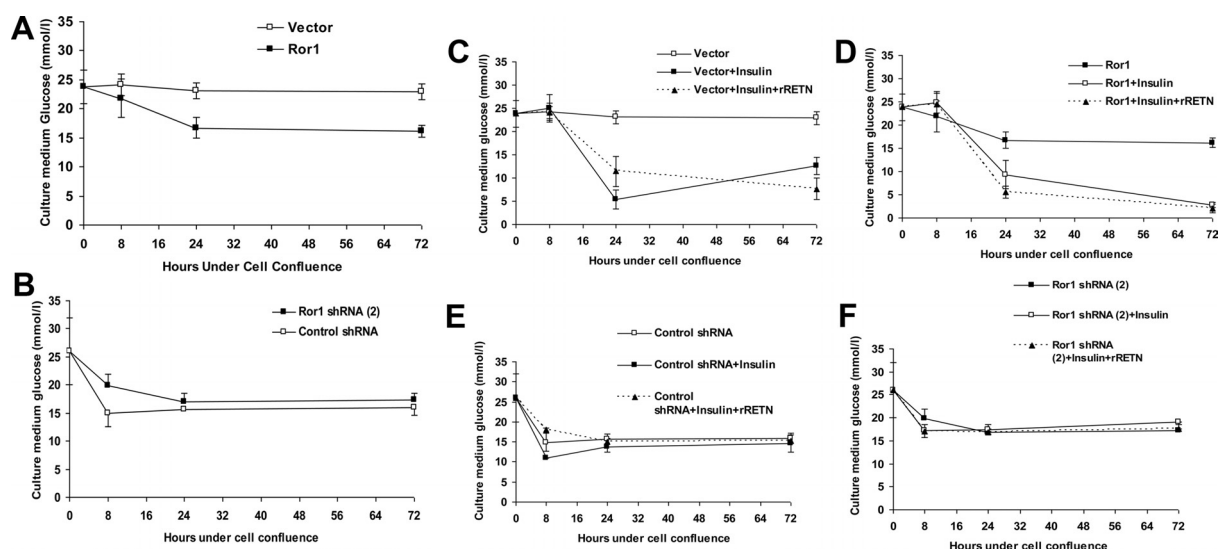 A
Culture medium Glucose (mmol/l)
35
30
25
20
15
10
5
0
Vector
Ror1
0 8 16 24 32 40 48 56 64 72
Hours Under Cell Confluence
B
Culture medium glucose (mmol/l)
35
30
25
20
15
10
5
0
Ror1 shRNA (2)
Control shRNA
0 8 16 24 32 40 48 56 64 72
Hours under cell confluence
C
Culture medium glucose (mmol/l)
35
30
25
20
15
10
5
0
Vector
Vector+Insulin
Vector+Insulin+rRETN
0 8 16 24 32 40 48 56 64 72
Hours under cell confluence
D
Culture medium glucose (mmol/l)
35
30
25
20
15
10
5
0
Ror1
Ror1+Insulin
Ror1+Insulin+rRETN
0 8 16 24 32 40 48 56 64 72
Hours under cell confluence
E
Culture medium glucose (mmol/l)
35
30
25
20
15
10
5
0
Control shRNA
Control shRNA+Insulin
Control
shRNA+Insulin+rRETN
0 8 16 24 32 40 48 56 64 72
Hours under cell confluence
F
Culture medium glucose (mmol/l)
35
30
25
20
15
10
5
0
Ror1 shRNA (2)
Ror1 shRNA (2)+Insulin
Ror1 shRNA
(2)+Insulin+rRETN
0 8 16 24 32 40 48 56 64 72
Hours under cell confluence